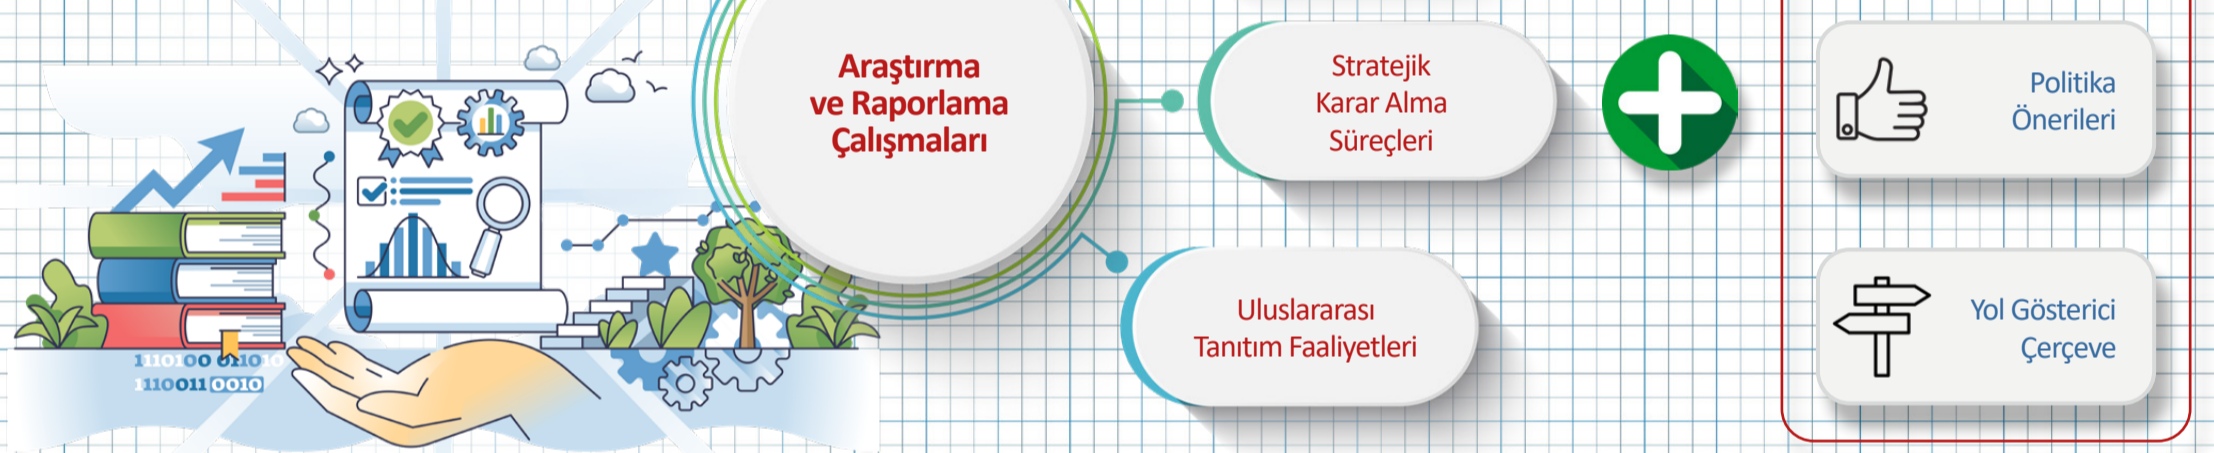 Araştırma
ve Raporlama
Çalışmaları
Stratejik
Karar Alma
Süreçleri
Uluslararası
Tanıtım Faaliyetleri
Politika
Önerileri
Yol Gösterici
Çerçeve
1110100 011010
1110011 0010